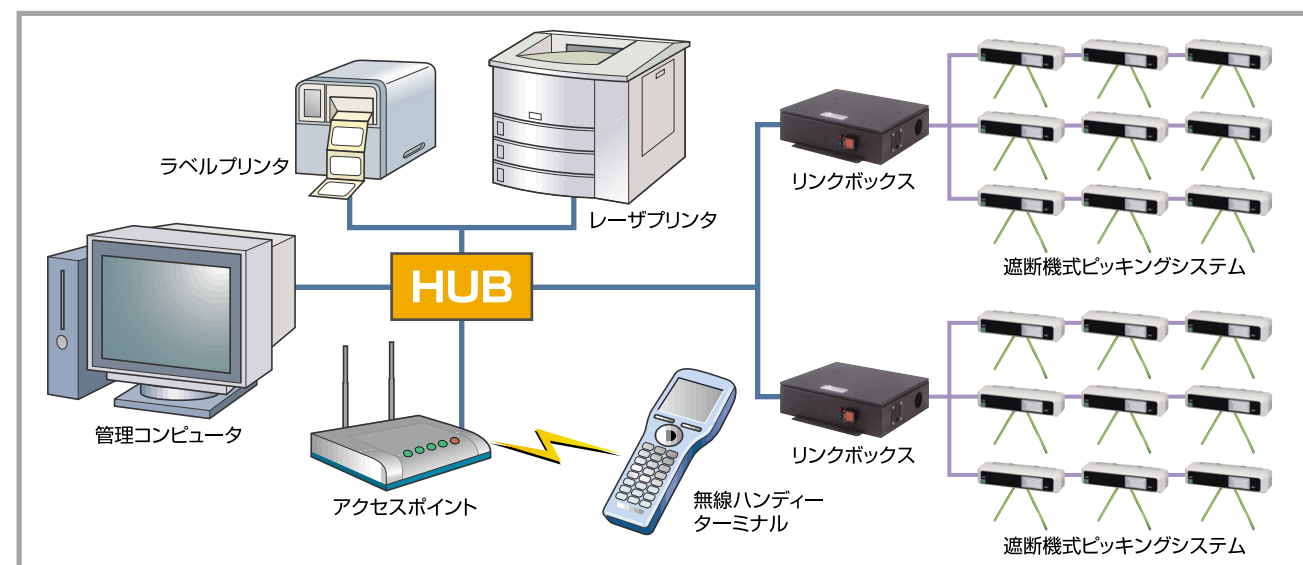 ラベルプリンタ
レーザプリンタ
リンクボックス
遮断機式ピッキングシステム
HUB
管理コンピュータ
アクセスポイント
無線ハンディー
ターミナル
リンクボックス
遮断機式ピッキングシステム